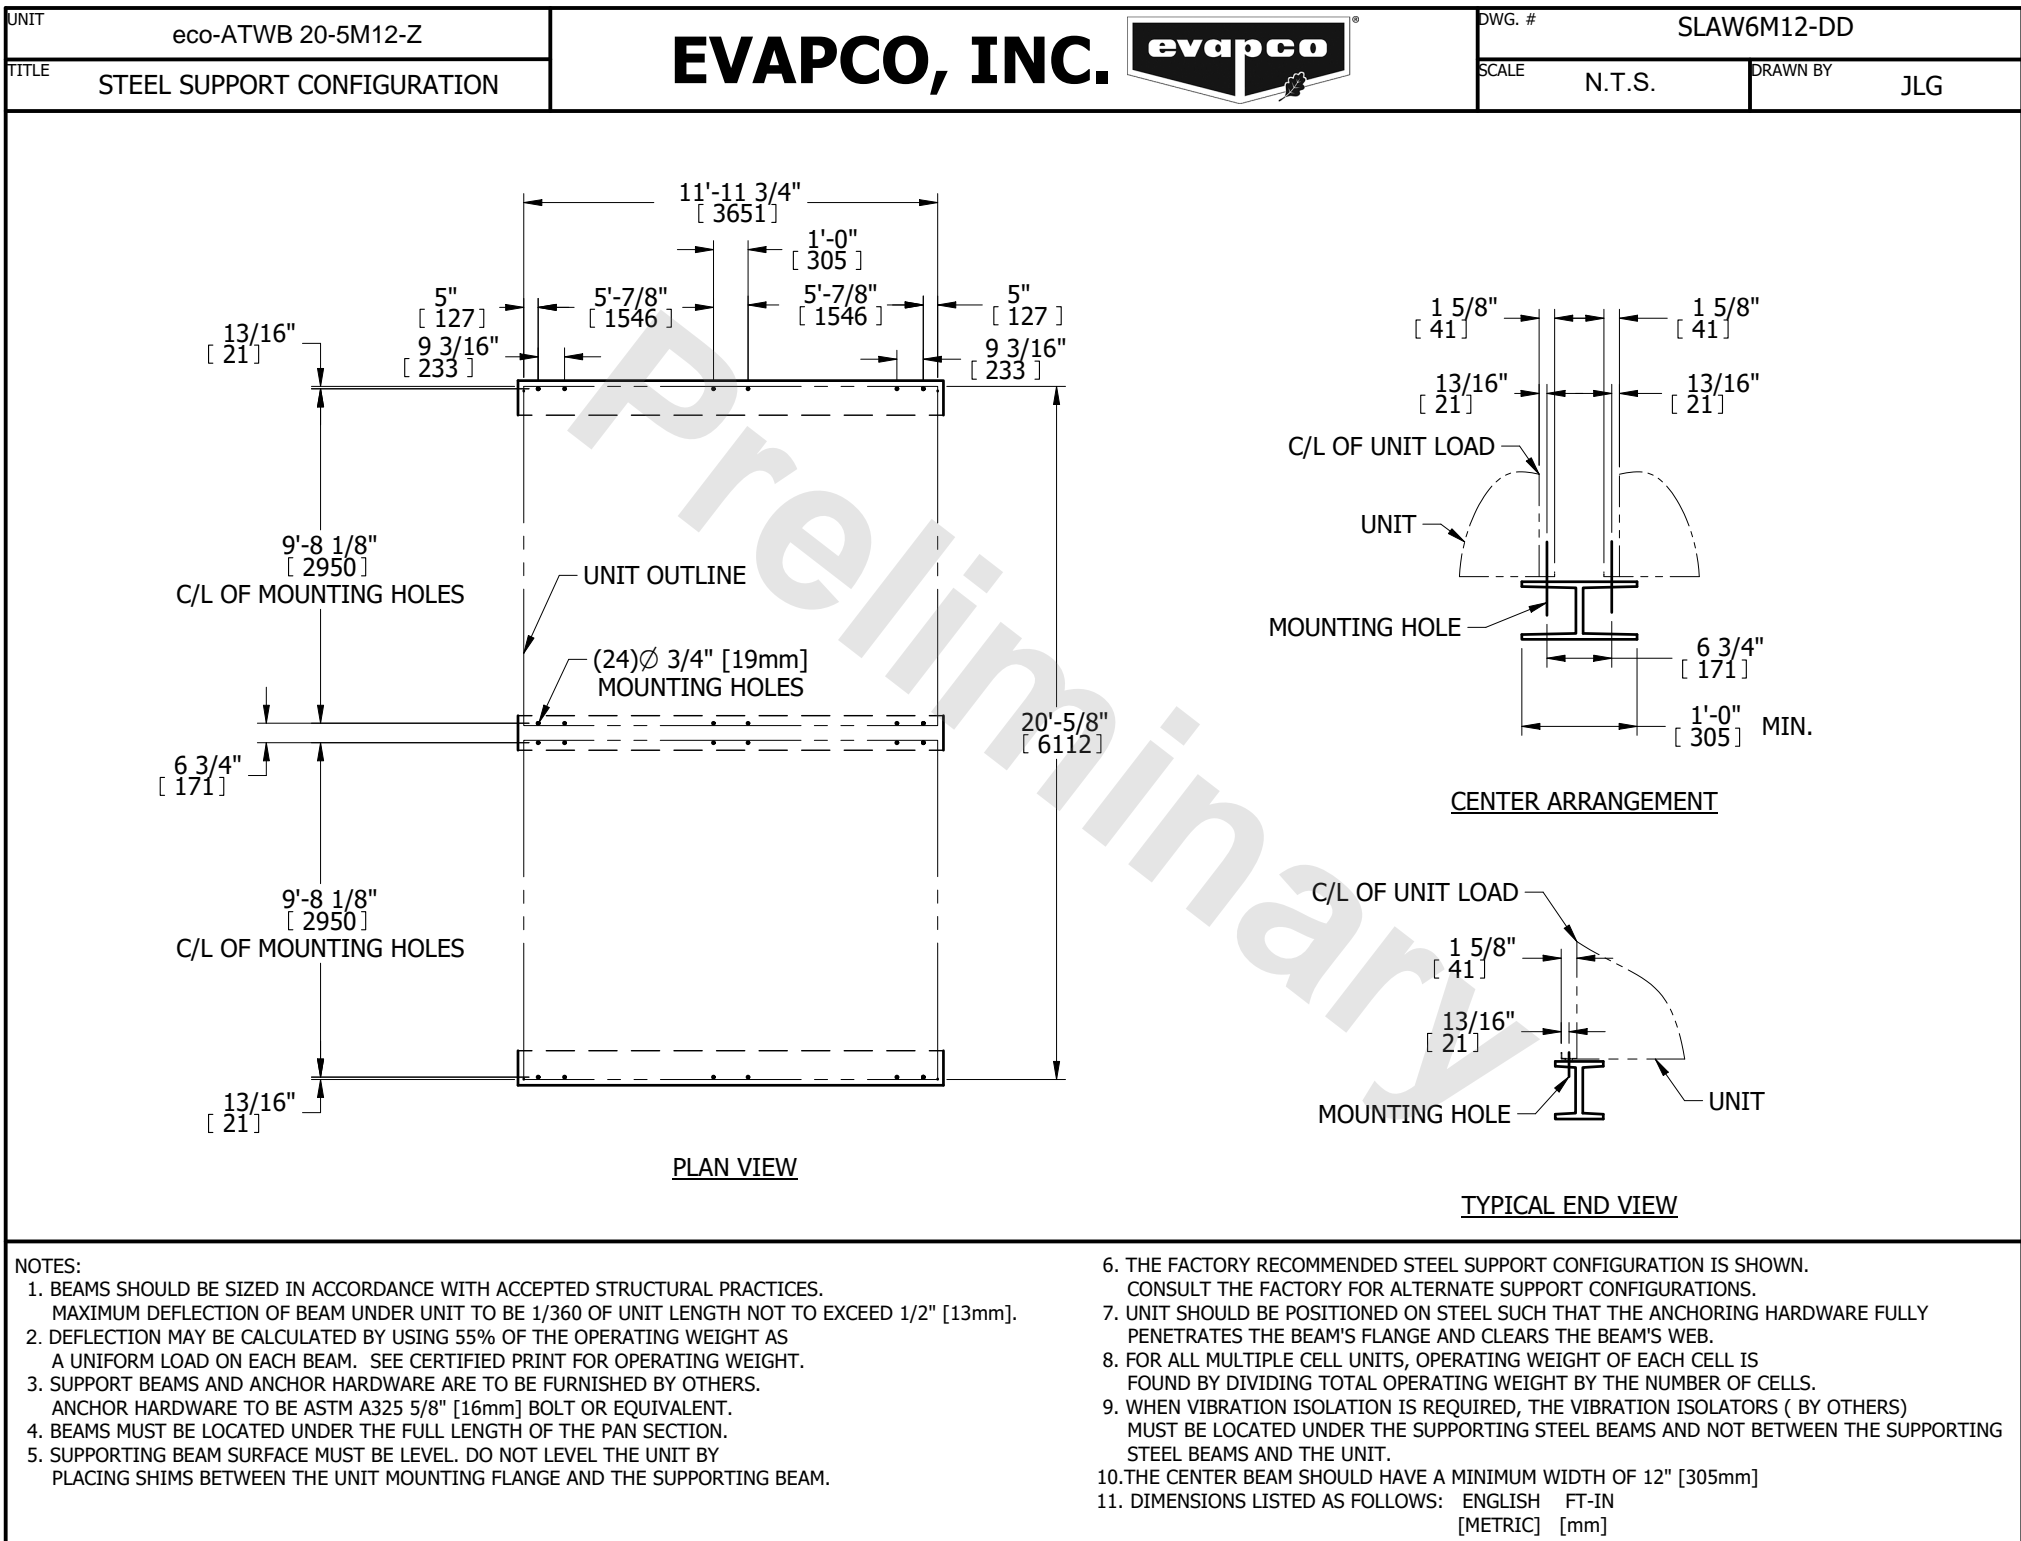 UNIT
eco-ATWB 20-5M12-Z
TITLE
STEEL SUPPORT CONFIGURATION
EVAPCO, INC.
evapco
®
DWG. #
SLAW6M12-DD
SCALE
N.T.S.
DRAWN BY
JLG
11'-11 3/4"
[ 3651]
1'-0"
[ 305 ]
5"
[ 127]
5'-7/8"
[ 1546 ]
5'-7/8"
[ 1546 ]
5"
[ 127 ]
13/16"
[ 21]
9 3/16"
[ 233 ]
9 3/16"
[ 233 ]
9'-8 1/8"
[ 2950]
C/L OF MOUNTING HOLES
UNIT OUTLINE
(24)Ø 3/4" [19mm]
MOUNTING HOLES
6 3/4"
[ 171]
20'-5/8"
[ 6112]
9'-8 1/8"
[ 2950]
C/L OF MOUNTING HOLES
13/16"
[ 21]
PLAN VIEW
1 5/8"
[ 41]
1 5/8"
[ 41]
13/16"
[ 21]
13/16"
[ 21]
C/L OF UNIT LOAD
UNIT
MOUNTING HOLE
6 3/4"
[ 171]
1'-0"
[ 305] MIN.
CENTER ARRANGEMENT
C/L OF UNIT LOAD
1 5/8"
[ 41]
13/16"
[ 21]
MOUNTING HOLE
UNIT
TYPICAL END VIEW
Preliminary
NOTES:
1. BEAMS SHOULD BE SIZED IN ACCORDANCE WITH ACCEPTED STRUCTURAL PRACTICES.
MAXIMUM DEFLECTION OF BEAM UNDER UNIT TO BE 1/360 OF UNIT LENGTH NOT TO EXCEED 1/2" [13mm].
2. DEFLECTION MAY BE CALCULATED BY USING 55% OF THE OPERATING WEIGHT AS
A UNIFORM LOAD ON EACH BEAM. SEE CERTIFIED PRINT FOR OPERATING WEIGHT.
3. SUPPORT BEAMS AND ANCHOR HARDWARE ARE TO BE FURNISHED BY OTHERS.
ANCHOR HARDWARE TO BE ASTM A325 5/8" [16mm] BOLT OR EQUIVALENT.
4. BEAMS MUST BE LOCATED UNDER THE FULL LENGTH OF THE PAN SECTION.
5. SUPPORTING BEAM SURFACE MUST BE LEVEL. DO NOT LEVEL THE UNIT BY
PLACING SHIMS BETWEEN THE UNIT MOUNTING FLANGE AND THE SUPPORTING BEAM.
6. THE FACTORY RECOMMENDED STEEL SUPPORT CONFIGURATION IS SHOWN.
CONSULT THE FACTORY FOR ALTERNATE SUPPORT CONFIGURATIONS.
7. UNIT SHOULD BE POSITIONED ON STEEL SUCH THAT THE ANCHORING HARDWARE FULLY
PENETRATES THE BEAM'S FLANGE AND CLEARS THE BEAM'S WEB.
8. FOR ALL MULTIPLE CELL UNITS, OPERATING WEIGHT OF EACH CELL IS
FOUND BY DIVIDING TOTAL OPERATING WEIGHT BY THE NUMBER OF CELLS.
9. WHEN VIBRATION ISOLATION IS REQUIRED, THE VIBRATION ISOLATORS ( BY OTHERS)
MUST BE LOCATED UNDER THE SUPPORTING STEEL BEAMS AND NOT BETWEEN THE SUPPORTING
STEEL BEAMS AND THE UNIT.
10.THE CENTER BEAM SHOULD HAVE A MINIMUM WIDTH OF 12" [305mm]
11. DIMENSIONS LISTED AS FOLLOWS: ENGLISH FT-IN
[METRIC] [mm]